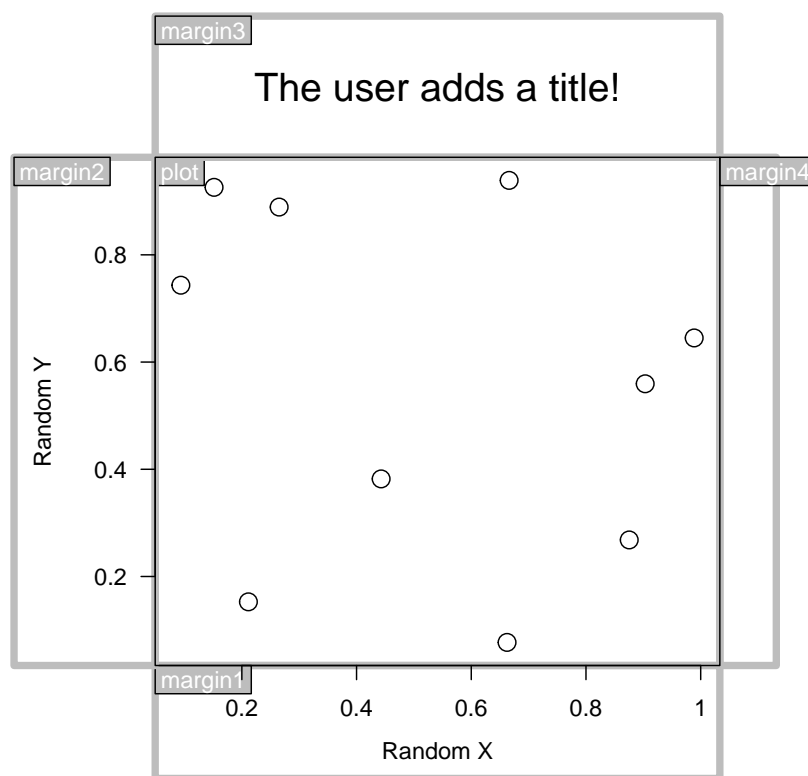 margin3
The user adds a title!
margin2
plot
margin4
0.8
0.6
0.4
0.2
Random Y
margin1
0.2 0.4 0.6 0.8 1
Random X